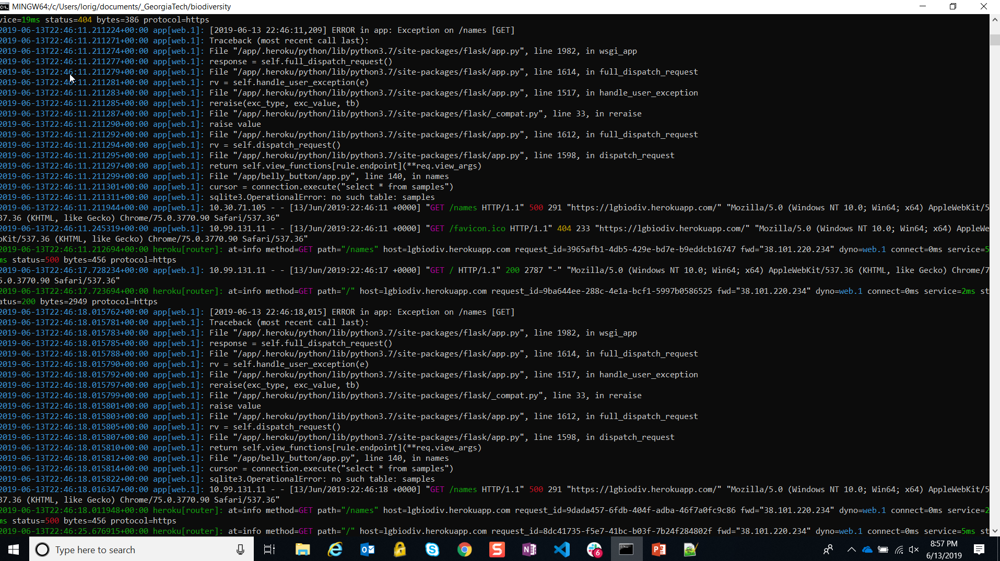 MINGW64:/c/Users/lorig/documents/_GeorgiaTech/biodiversity
vice=19ms status=404 bytes=386 protocol=https
2019-06-13T22:46:11.211224+00:00 app[web.1]: [2019-06-13 22:46:11,209] ERROR in app: Exception on /names [GET]
2019-06-13T22:46:11.211271+00:00 app[web.1]: Traceback (most recent call last):
2019-06-13T22:46:11.211274+00:00 app[web.1]: File "/app/.heroku/python/lib/python3.7/site-packages/flask/app.py", line 1982, in wsgi_app
2019-06-13T22:46:11.211277+00:00 app[web.1]: response = self.full_dispatch_request()
2019-06-13T22:46:11.211279+00:00 app[web.1]: File "/app/.heroku/python/lib/python3.7/site-packages/flask/app.py", line 1614, in full_dispatch_request
2019-06-13T22:46:11.211281+00:00 app[web.1]: rv = self.handle_user_exception(e)
2019-06-13T22:46:11.211283+00:00 app[web.1]: File "/app/.heroku/python/lib/python3.7/site-packages/flask/app.py", line 1517, in handle_user_exception
2019-06-13T22:46:11.211285+00:00 app[web.1]: reraise(exc_type, exc_value, tb)
2019-06-13T22:46:11.211287+00:00 app[web.1]: File "/app/.heroku/python/lib/python3.7/site-packages/flask/_compat.py", line 33, in reraise
2019-06-13T22:46:11.211290+00:00 app[web.1]: raise value
2019-06-13T22:46:11.211292+00:00 app[web.1]: File "/app/.heroku/python/lib/python3.7/site-packages/flask/app.py", line 1612, in full_dispatch_request
2019-06-13T22:46:11.211294+00:00 app[web.1]: rv = self.dispatch_request()
2019-06-13T22:46:11.211295+00:00 app[web.1]: File "/app/.heroku/python/lib/python3.7/site-packages/flask/app.py", line 1598, in dispatch_request
2019-06-13T22:46:11.211297+00:00 app[web.1]: return self.view_functions[rule.endpoint](**req.view_args)
2019-06-13T22:46:11.211299+00:00 app[web.1]: File "/app/belly_button/app.py", line 140, in names
2019-06-13T22:46:11.211301+00:00 app[web.1]: cursor = connection.execute("select * from samples")
2019-06-13T22:46:11.211311+00:00 app[web.1]: sqlite3.OperationalError: no such table: samples
2019-06-13T22:46:11.211944+00:00 app[web.1]: 10.30.71.105 - - [13/Jun/2019:22:46:11 +0000] "GET /names HTTP/1.1" 500 291 "https://lgbiodiv.herokuapp.com/" "Mozilla/5.0 (Windows NT 10.0; Win64; x64) AppleWebKit/5
37.36 (KHTML, like Gecko) Chrome/75.0.3770.90 Safari/537.36"
2019-06-13T22:46:11.245319+00:00 app[web.1]: 10.99.131.11 - - [13/Jun/2019:22:46:11 +0000] "GET /favicon.ico HTTP/1.1" 404 233 "https://lgbiodiv.herokuapp.com/" "Mozilla/5.0 (Windows NT 10.0; Win64; x64) AppleWe
bKit/537.36 (KHTML, like Gecko) Chrome/75.0.3770.90 Safari/537.36"
2019-06-13T22:46:11.212694+00:00 heroku[router]: at=info method=GET path="/names" host=lgbiodiv.herokuapp.com request_id=3965afb1-4db5-429e-bd7e-b9eddcb16747 fwd="38.101.220.234" dyno=web.1 connect=0ms service=5
ms status=500 bytes=456 protocol=https
2019-06-13T22:46:17.728234+00:00 app[web.1]: 10.99.131.11 - - [13/Jun/2019:22:46:17 +0000] "GET / HTTP/1.1" 200 2787 "-" "Mozilla/5.0 (Windows NT 10.0; Win64; x64) AppleWebKit/537.36 (KHTML, like Gecko) Chrome/7
5.0.3770.90 Safari/537.36"
2019-06-13T22:46:17.723694+00:00 heroku[router]: at=info method=GET path="/" host=lgbiodiv.herokuapp.com request_id=9ba644ee-288c-4e1a-bcf1-5997b0586525 fwd="38.101.220.234" dyno=web.1 connect=0ms service=2ms st
atus=200 bytes=2949 protocol=https
2019-06-13T22:46:18.015762+00:00 app[web.1]: [2019-06-13 22:46:18,015] ERROR in app: Exception on /names [GET]
2019-06-13T22:46:18.015781+00:00 app[web.1]: Traceback (most recent call last):
2019-06-13T22:46:18.015783+00:00 app[web.1]: File "/app/.heroku/python/lib/python3.7/site-packages/flask/app.py", line 1982, in wsgi_app
2019-06-13T22:46:18.015785+00:00 app[web.1]: response = self.full_dispatch_request()
2019-06-13T22:46:18.015788+00:00 app[web.1]: File "/app/.heroku/python/lib/python3.7/site-packages/flask/app.py", line 1614, in full_dispatch_request
2019-06-13T22:46:18.015790+00:00 app[web.1]: rv = self.handle_user_exception(e)
2019-06-13T22:46:18.015792+00:00 app[web.1]: File "/app/.heroku/python/lib/python3.7/site-packages/flask/app.py", line 1517, in handle_user_exception
2019-06-13T22:46:18.015797+00:00 app[web.1]: reraise(exc_type, exc_value, tb)
2019-06-13T22:46:18.015799+00:00 app[web.1]: File "/app/.heroku/python/lib/python3.7/site-packages/flask/_compat.py", line 33, in reraise
2019-06-13T22:46:18.015801+00:00 app[web.1]: raise value
2019-06-13T22:46:18.015803+00:00 app[web.1]: File "/app/.heroku/python/lib/python3.7/site-packages/flask/app.py", line 1612, in full_dispatch_request
2019-06-13T22:46:18.015805+00:00 app[web.1]: rv = self.dispatch_request()
2019-06-13T22:46:18.015807+00:00 app[web.1]: File "/app/.heroku/python/lib/python3.7/site-packages/flask/app.py", line 1598, in dispatch_request
2019-06-13T22:46:18.015810+00:00 app[web.1]: return self.view_functions[rule.endpoint](**req.view_args)
2019-06-13T22:46:18.015812+00:00 app[web.1]: File "/app/belly_button/app.py", line 140, in names
2019-06-13T22:46:18.015814+00:00 app[web.1]: cursor = connection.execute("select * from samples")
2019-06-13T22:46:18.015822+00:00 app[web.1]: sqlite3.OperationalError: no such table: samples
2019-06-13T22:46:18.016347+00:00 app[web.1]: 10.99.131.11 - - [13/Jun/2019:22:46:18 +0000] "GET /names HTTP/1.1" 500 291 "https://lgbiodiv.herokuapp.com/" "Mozilla/5.0 (Windows NT 10.0; Win64; x64) AppleWebKit/5
37.36 (KHTML, like Gecko) Chrome/75.0.3770.90 Safari/537.36"
2019-06-13T22:46:18.011948+00:00 heroku[router]: at=info method=GET path="/names" host=lgbiodiv.herokuapp.com request_id=9dada457-6fdb-404f-adba-46f7a0fc9c86 fwd="38.101.220.234" dyno=web.1 connect=0ms service=2
ms status=500 bytes=456 protocol=https
2019-06-13T22:46:25.676915+00:00 heroku[router]: at=info method=GET path="/" host=lgbiodiv.herokuapp.com request_id=8dc41735-f5e7-41bc-b03f-7b24f284802f fwd="38.101.220.234" dyno=web.1 connect=0ms service=5ms st
Type here to search
6
8:57 PM
6/13/2019